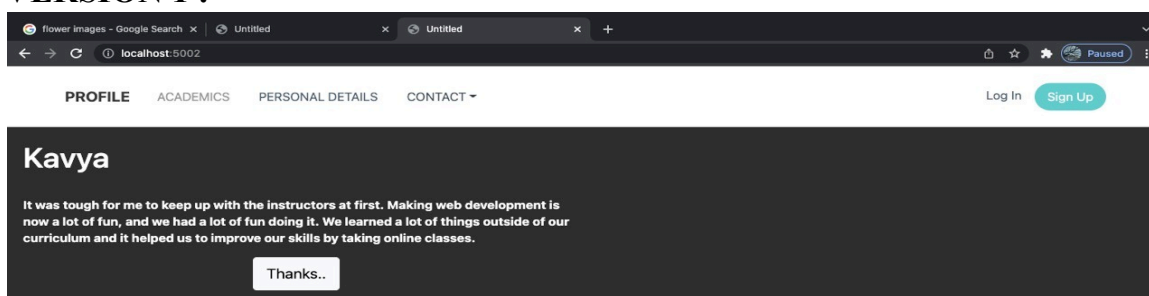 VERSION 1 :
flower images - Google Search
Untitled
Untitled
localhost:5002
Paused
PROFILE ACADEMICS PERSONAL DETAILS CONTACT
Log In Sign Up
Kavya
It was tough for me to keep up with the instructors at first. Making web development is
now a lot of fun, and we had a lot of fun doing it. We learned a lot of things outside of our
curriculum and it helped us to improve our skills by taking online classes.
Thanks..